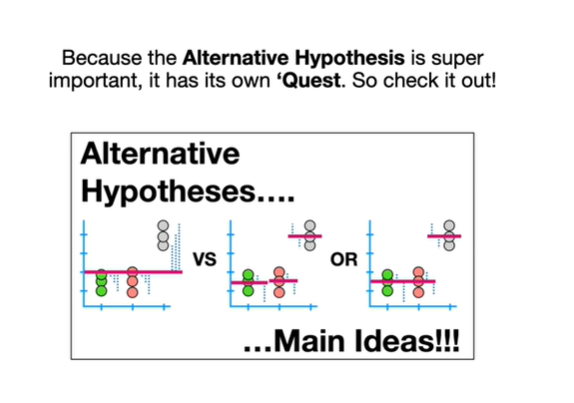 Because the Alternative Hypothesis is super
important, it has its own ‘Quest. So check it out!
Alternative
Hypotheses....
VS
OR
...Main Ideas!!!